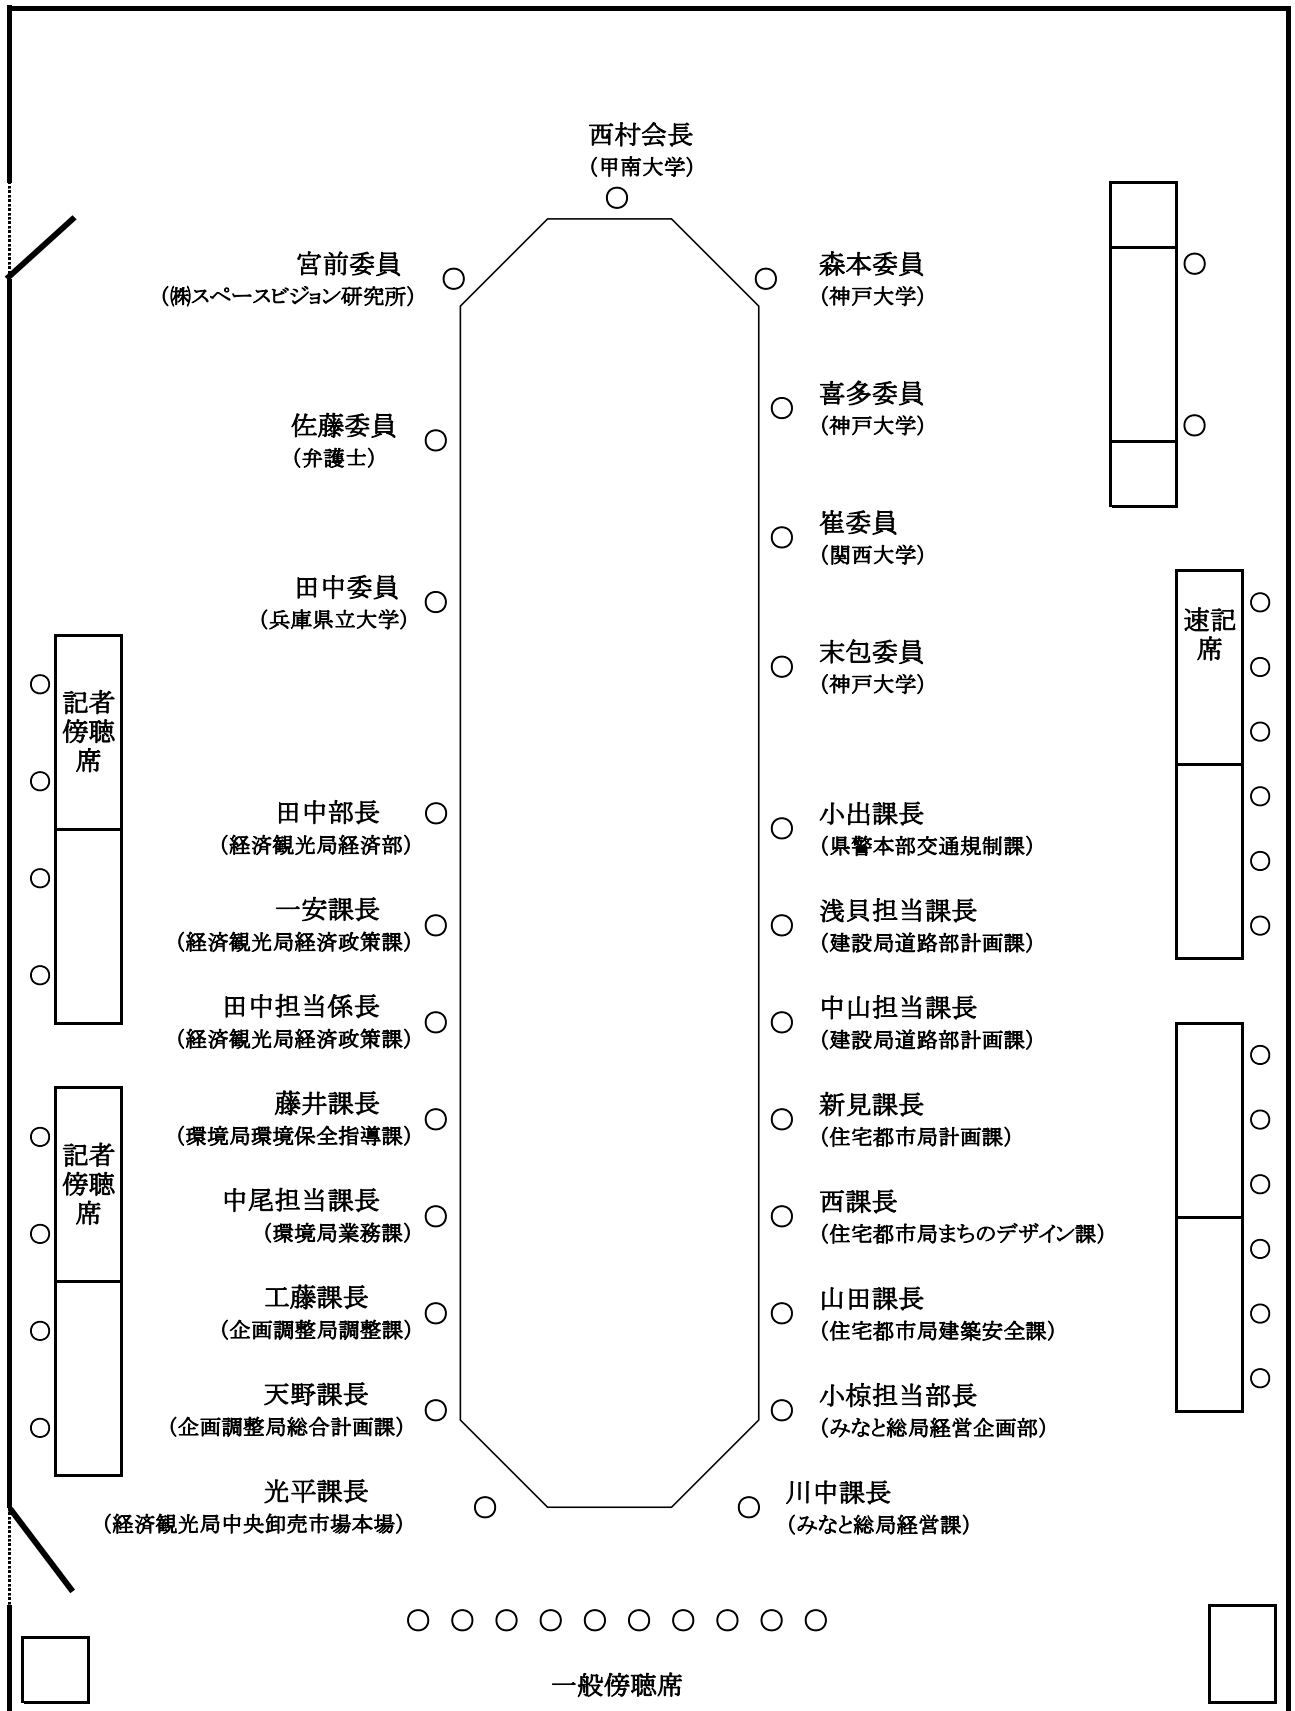 西村会長
(甲南大学)
宮前委員
(㈱スペースビジョン研究所)
佐藤委員
(弁護士)
田中委員
(兵庫県立大学)
森本委員
(神戸大学)
喜多委員
(神戸大学)
崔委員
(関西大学)
末包委員
(神戸大学)
速記
席
記者
傍聴
席
田中部長
(経済観光局経済部)
一安課長
(経済観光局経済政策課)
田中担当係長
(経済観光局経済政策課)
藤井課長
(環境局環境保全指導課)
中尾担当課長
(環境局業務課)
工藤課長
(企画調整局調整課)
天野課長
(企画調整局総合計画課)
光平課長
(経済観光局中央卸売市場本場)
小出課長
(県警本部交通規制課)
浅貝担当課長
(建設局道路部計画課)
中山担当課長
(建設局道路部計画課)
新見課長
(住宅都市局計画課)
西課長
(住宅都市局まちのデザイン課)
山田課長
(住宅都市局建築安全課)
小椋担当部長
(みなと総局経営企画部)
川中課長
(みなと総局経営課)
記者
傍聴
席
一般傍聴席